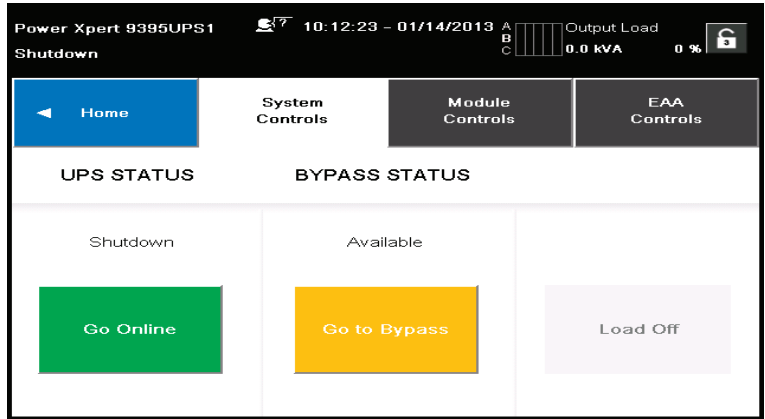 Power Xpert 9395UPS1
Shutdown
? 10:12:23 - 01/14/2013
A
B
C
Output Load
0.0 kVA 0 %
3
Home
System
Controls
Module
Controls
EAA
Controls
UPS STATUS
BYPASS STATUS
Shutdown
Available
Go Online
Go to Bypass
Load Off